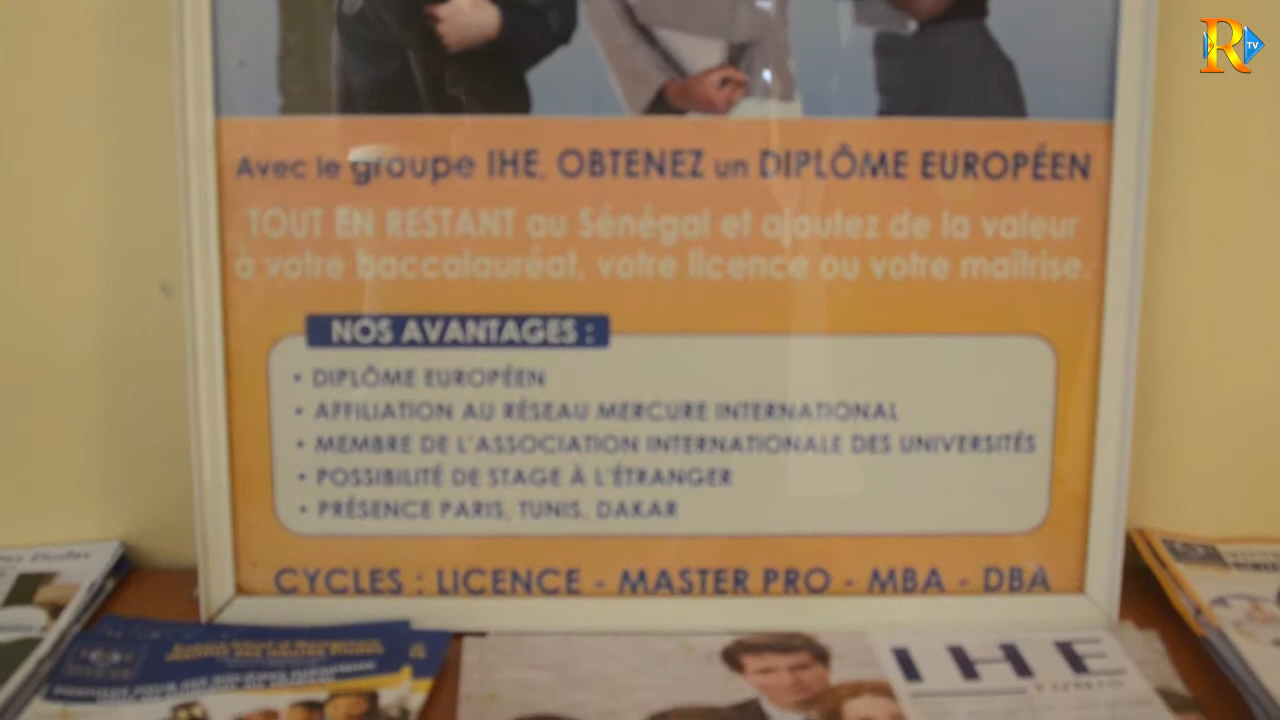 R TV
Avec le groupe IHE, OBTENEZ un DIPLÔME EUROPÉEN
TOUT EN RESTANT au Sénégal et ajoutez de la valeur
à votre baccalauréat, votre licence ou votre maîtrise.
NOS AVANTAGES :
• DIPLÔME EUROPÉEN
• AFFILIATION AU RÉSEAU MERCURE INTERNATIONAL
• MEMBRE DE L'ASSOCIATION INTERNATIONALE DES UNIVERSITÉS
• POSSIBILITÉ DE STAGE À L'ÉTRANGER
• PRÉSENCE PARIS, TUNIS, DAKAR
CYCLES : LICENCE - MASTER PRO - MBA - DBA
IHE